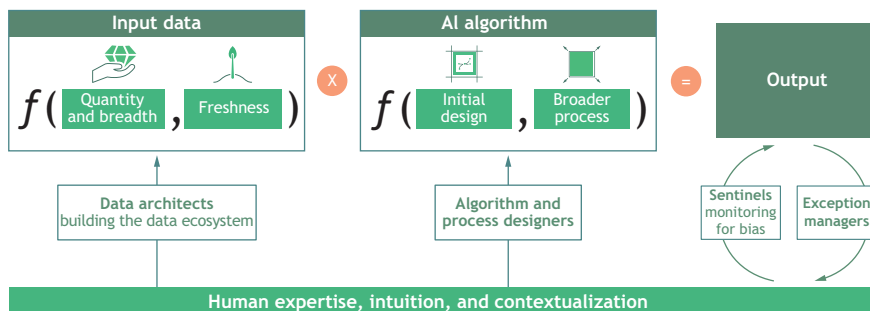 Input data
AI algorithm
f( Quantity and breadth , Freshness )
X
f( Initial design , Broader process )
=
Output
Data architects
building the data ecosystem
Algorithm and
process designers
Sentinels
monitoring
for bias
Exception
managers
Human expertise, intuition, and contextualization